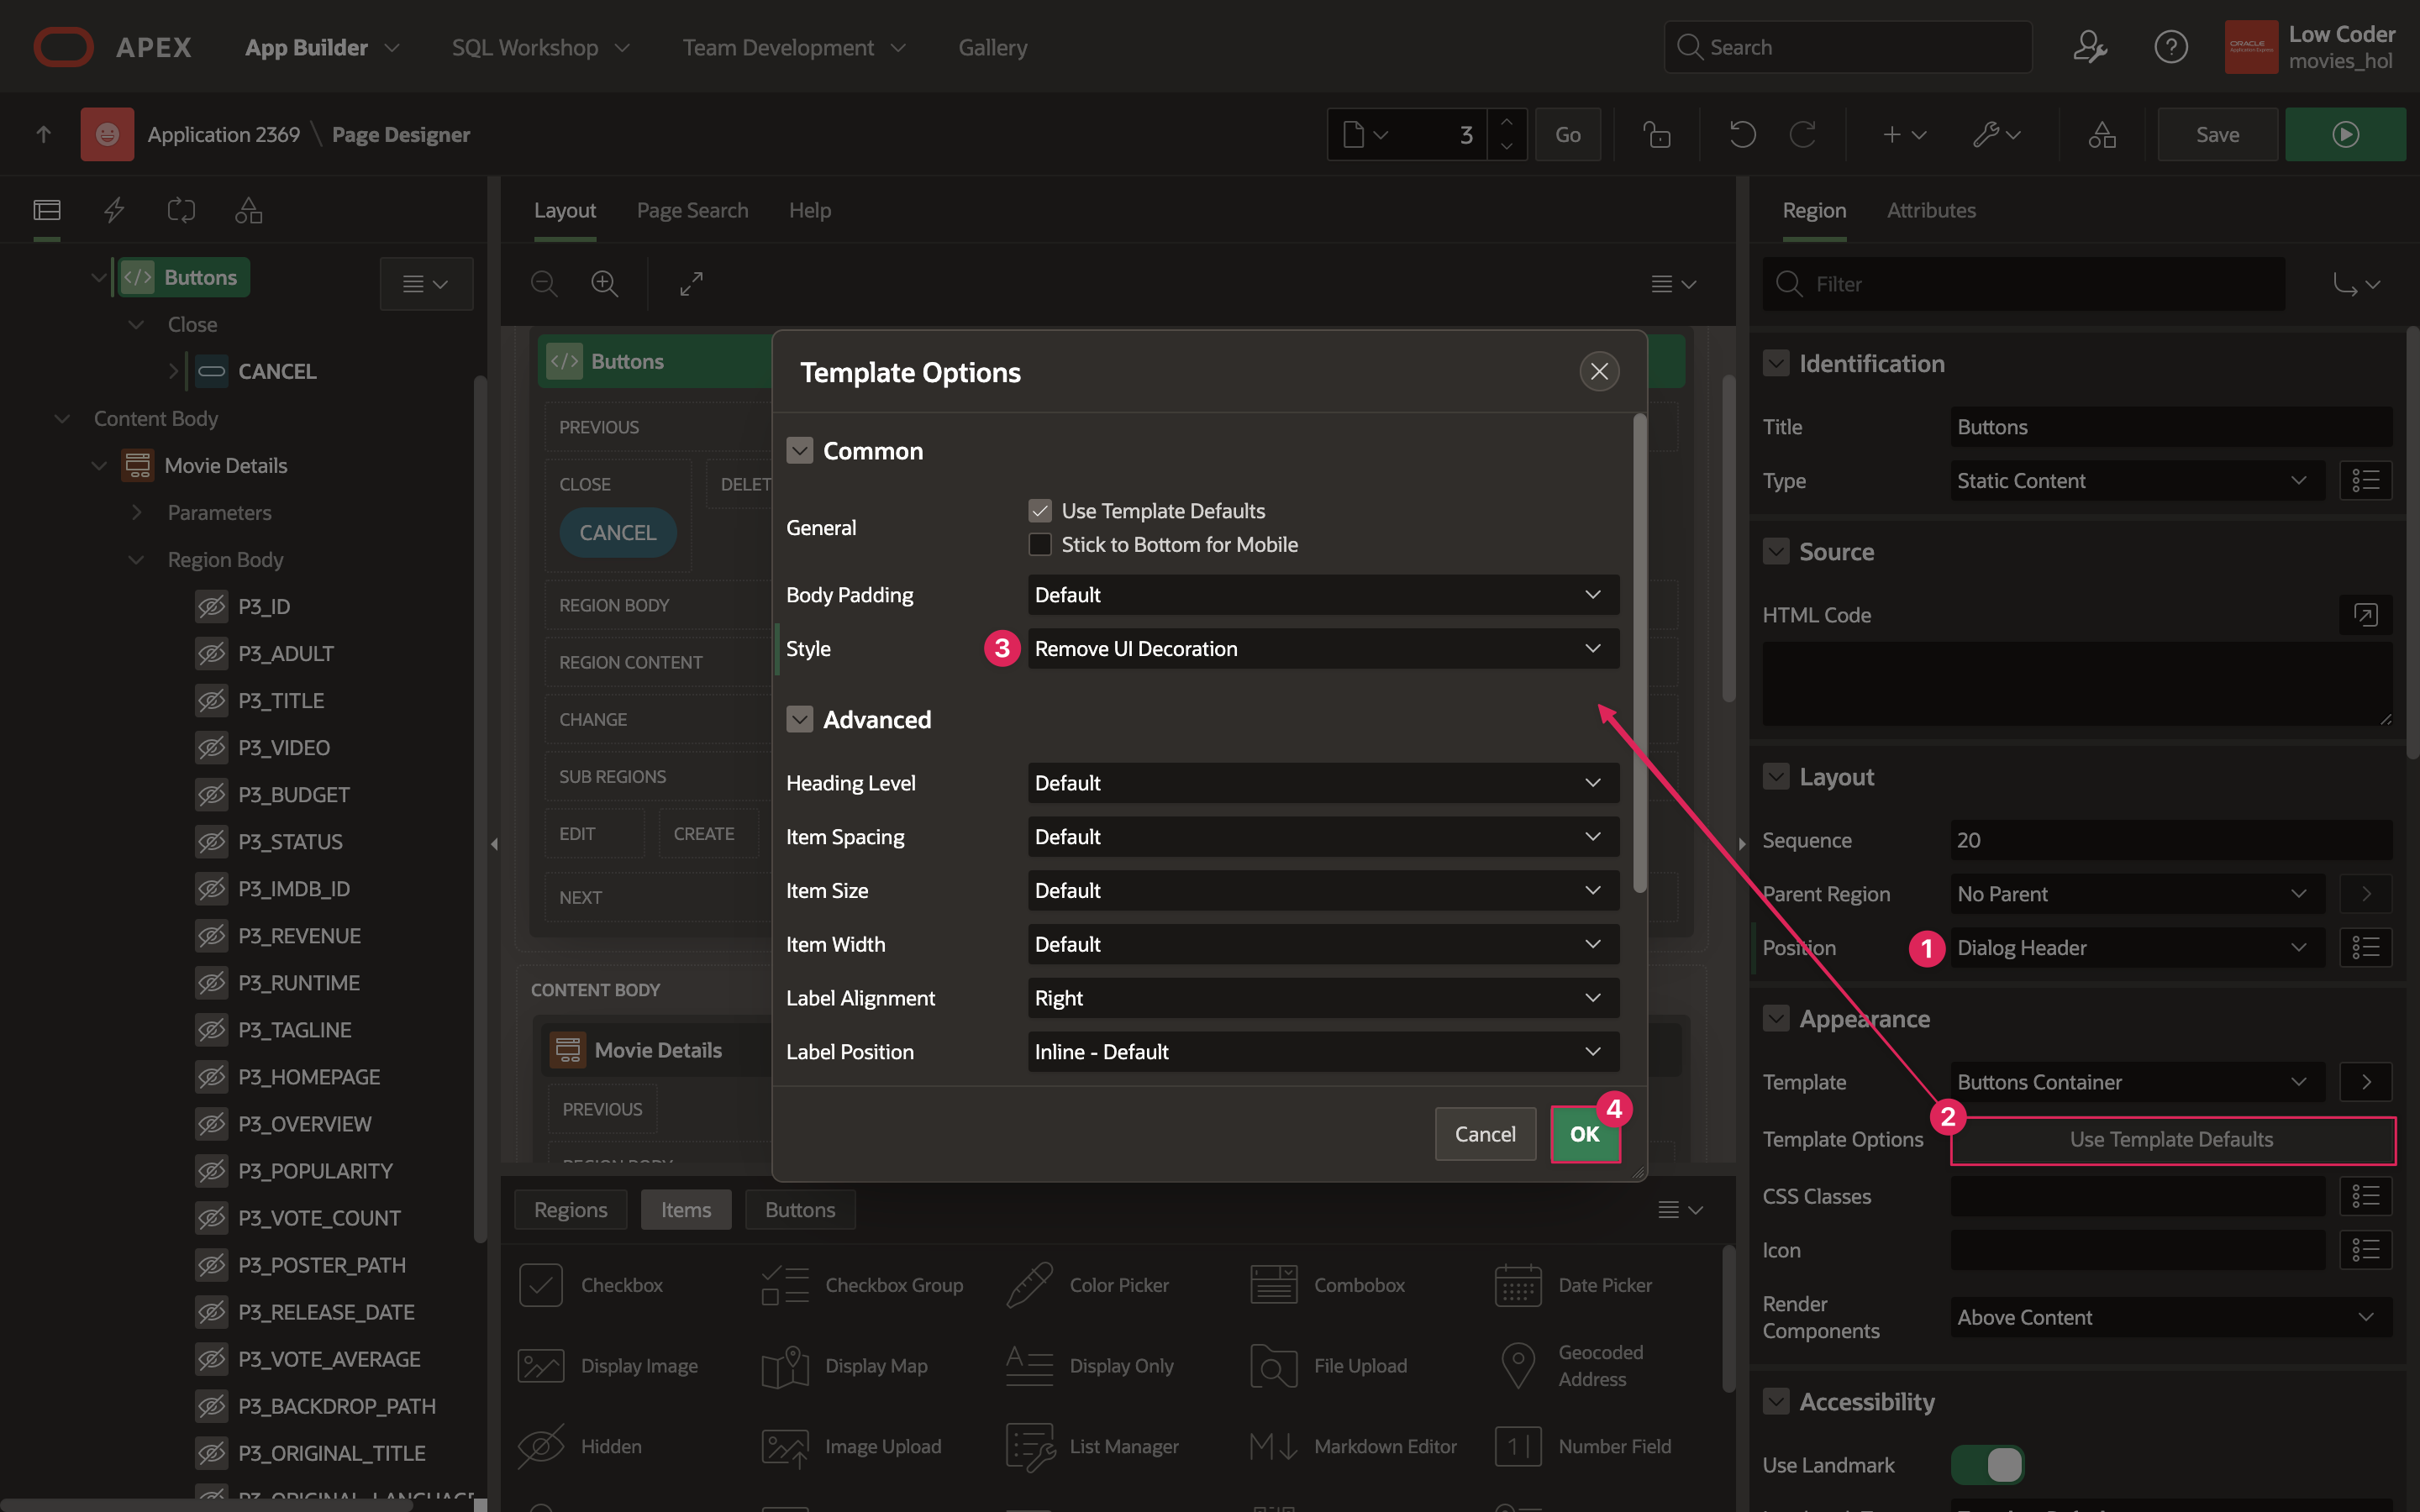 APEX
App Builder
SQL Workshop
Team Development
Gallery
Search
ORACLE
Low Coder
movies_hol
Application 2369
\ Page Designer
3
Go
Save
Layout
Page Search
Help
Region
Attributes
Filter
Buttons
Close
CANCEL
Content Body
Movie Details
Parameters
Region Body
P3_ID
P3_ADULT
P3_TITLE
P3_VIDEO
P3_BUDGET
P3_STATUS
P3_IMDB_ID
P3_REVENUE
P3_RUNTIME
P3_TAGLINE
P3_HOMEPAGE
P3_OVERVIEW
P3_POPULARITY
P3_VOTE_COUNT
P3_POSTER_PATH
P3_RELEASE_DATE
P3_VOTE_AVERAGE
P3_BACKDROP_PATH
P3_ORIGINAL_TITLE
Buttons
PREVIOUS
CLOSE
DELET
CANCEL
REGION BODY
REGION CONTENT
CHANGE
SUB REGIONS
EDIT
CREATE
NEXT
CONTENT BODY
Movie Details
PREVIOUS
Template Options
Common
General
Use Template Defaults
Stick to Bottom for Mobile
Body Padding
Default
Style
3
Remove UI Decoration
Advanced
Heading Level
Default
Item Spacing
Default
Item Size
Default
Item Width
Default
Label Alignment
Right
Label Position
Inline - Default
Cancel
OK
4
Regions
Items
Buttons
Checkbox
Checkbox Group
Color Picker
Combobox
Date Picker
Display Image
Display Map
Display Only
File Upload
Geocoded
Address
Hidden
Image Upload
List Manager
Markdown Editor
Number Field
Identification
Title
Buttons
Type
Static Content
Source
HTML Code
Layout
Sequence
20
Parent Region
No Parent
Position
1
Dialog Header
Appearance
Template
Buttons Container
Template Options
2
Use Template Defaults
CSS Classes
Icon
Render
Components
Above Content
Accessibility
Use Landmark